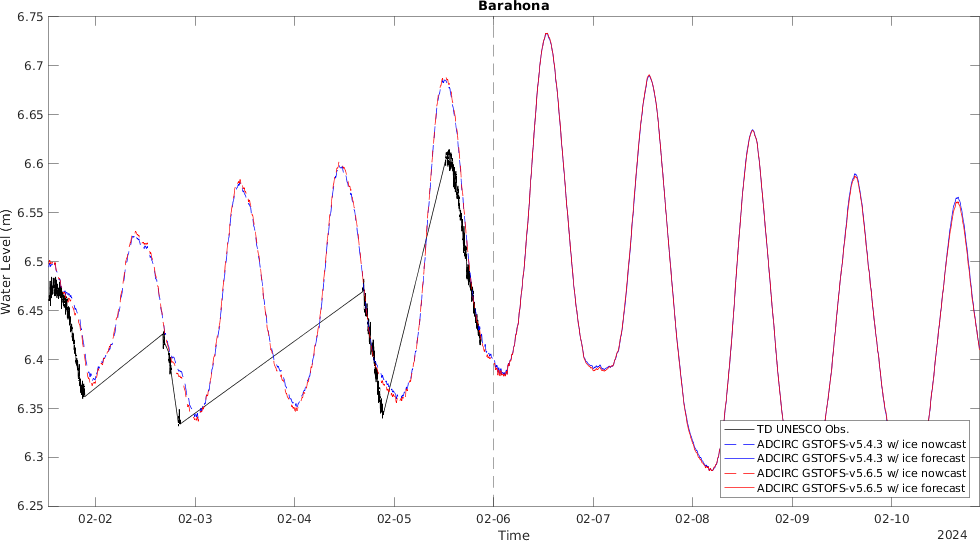 Barahona
6.75
6.7
6.65
6.6
6.55
6.5
6.45
6.4
6.35
6.3
6.25
Water Level (m)
TD UNESCO Obs.
ADCIRC GSTOFS-v5.4.3 w/ ice nowcast
ADCIRC GSTOFS-v5.4.3 w/ ice forecast
ADCIRC GSTOFS-v5.6.5 w/ ice nowcast
ADCIRC GSTOFS-v5.6.5 w/ ice forecast
02-02 02-03 02-04 02-05 02-06 02-07 02-08 02-09 02-10
Time
2024